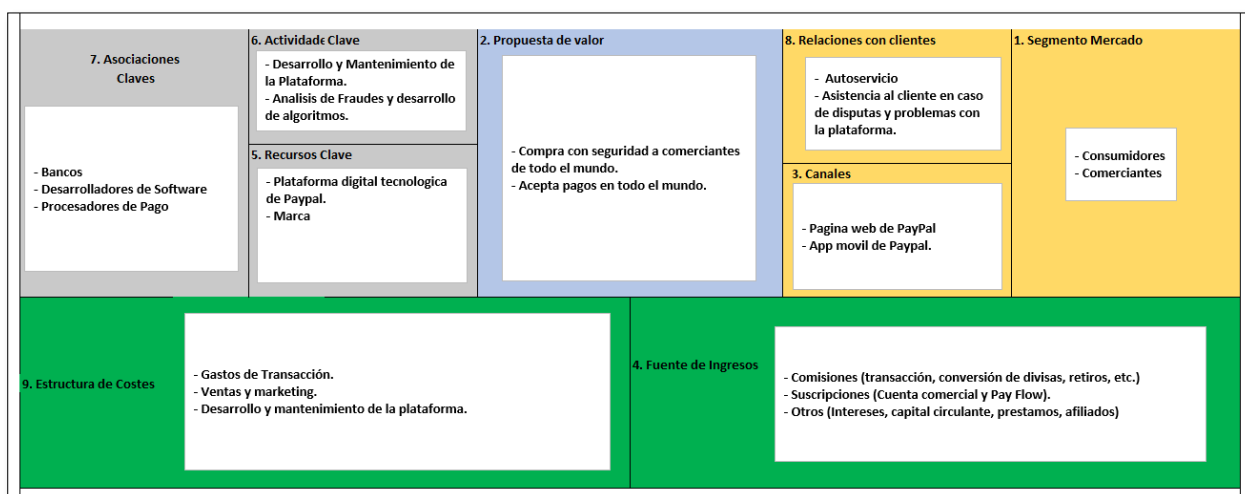 7. Asociaciones
Claves
- Bancos
- Desarrolladores de Software
- Procesadores de Pago
6. Actividade Clave
- Desarrollo y Mantenimiento de
la Plataforma.
- Analisis de Fraudes y desarrollo
de algoritmos.
5. Recursos Clave
- Plataforma digital tecnologica
de Paypal.
- Marca
2. Propuesta de valor
- Compra con seguridad a comerciantes
de todo el mundo.
- Acepta pagos en todo el mundo.
8. Relaciones con clientes
- Autoservicio
- Asistencia al cliente en caso
de disputas y problemas con
la plataforma.
3. Canales
- Pagina web de PayPal
- App movil de Paypal.
1. Segmento Mercado
- Consumidores
- Comerciantes
9. Estructura de Costes
- Gastos de Transacción.
- Ventas y marketing.
- Desarrollo y mantenimiento de la plataforma.
4. Fuente de Ingresos
- Comisiones (transacción, conversión de divisas, retiros, etc.)
- Suscripciones (Cuenta comercial y Pay Flow).
- Otros (Intereses, capital circulante, prestamos, afiliados)